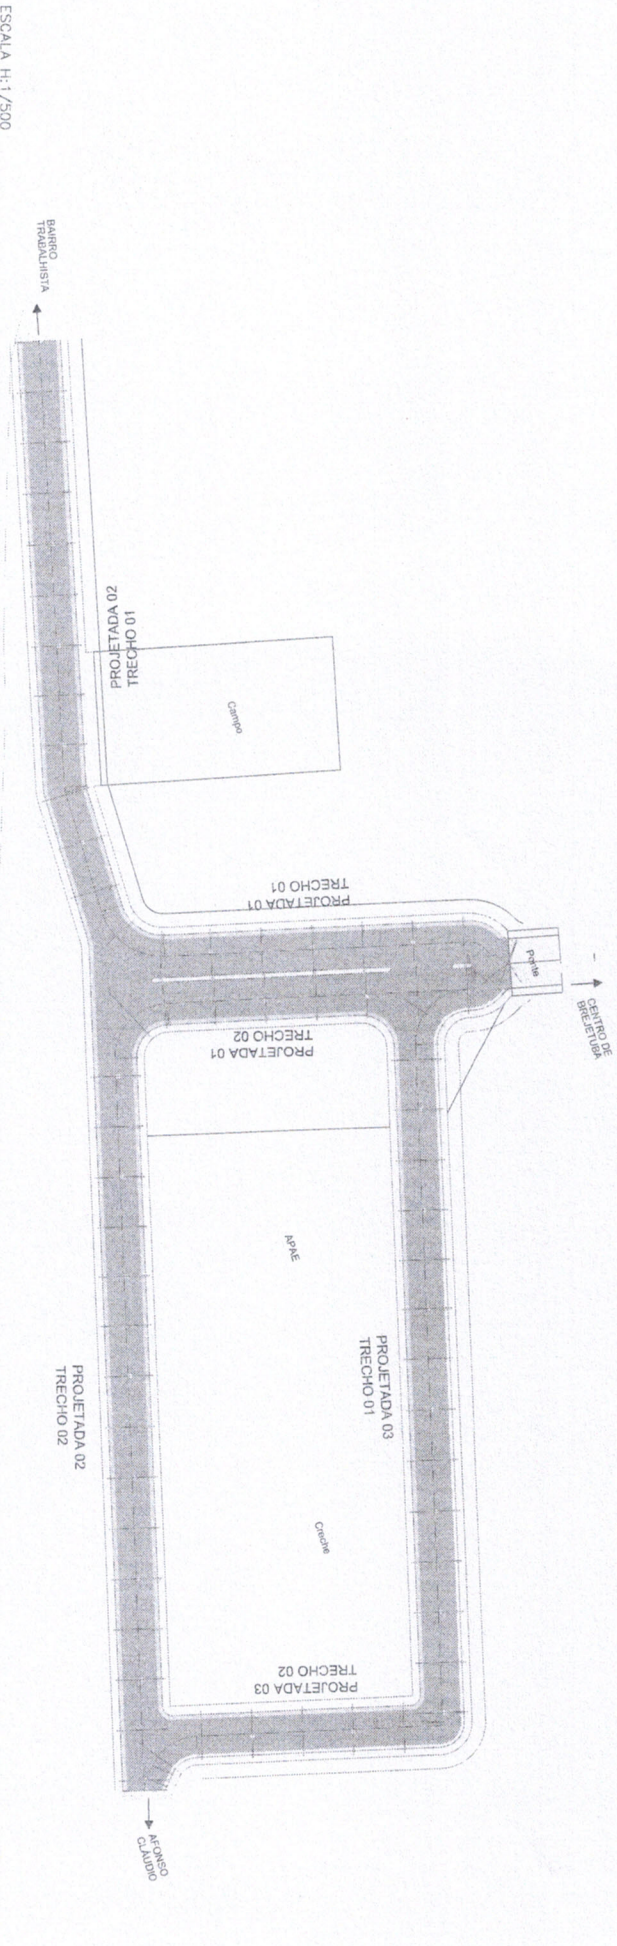 ESCALA H:1/500
BAIRRO
TRABALHISTA
PROJETADA 02
TRECHO 01
Campo
PROJETADA 01
TRECHO 01
Ponte
CENTRO DE
BREJETUBA
PROJETADA 01
TRECHO 02
APAE
PROJETADA 03
TRECHO 01
PROJETADA 02
TRECHO 02
Creche
PROJETADA 03
TRECHO 02
AFONSO
CLÁUDIO